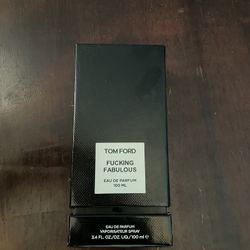 TOM FORD
FUCKING
FABULOUS
EAU DE PARFUM
100 ML
EAU DE PARFUM
VAPORISATEUR SPRAY
3.4 FL. OZ./OZ. LIQ./100 ml e